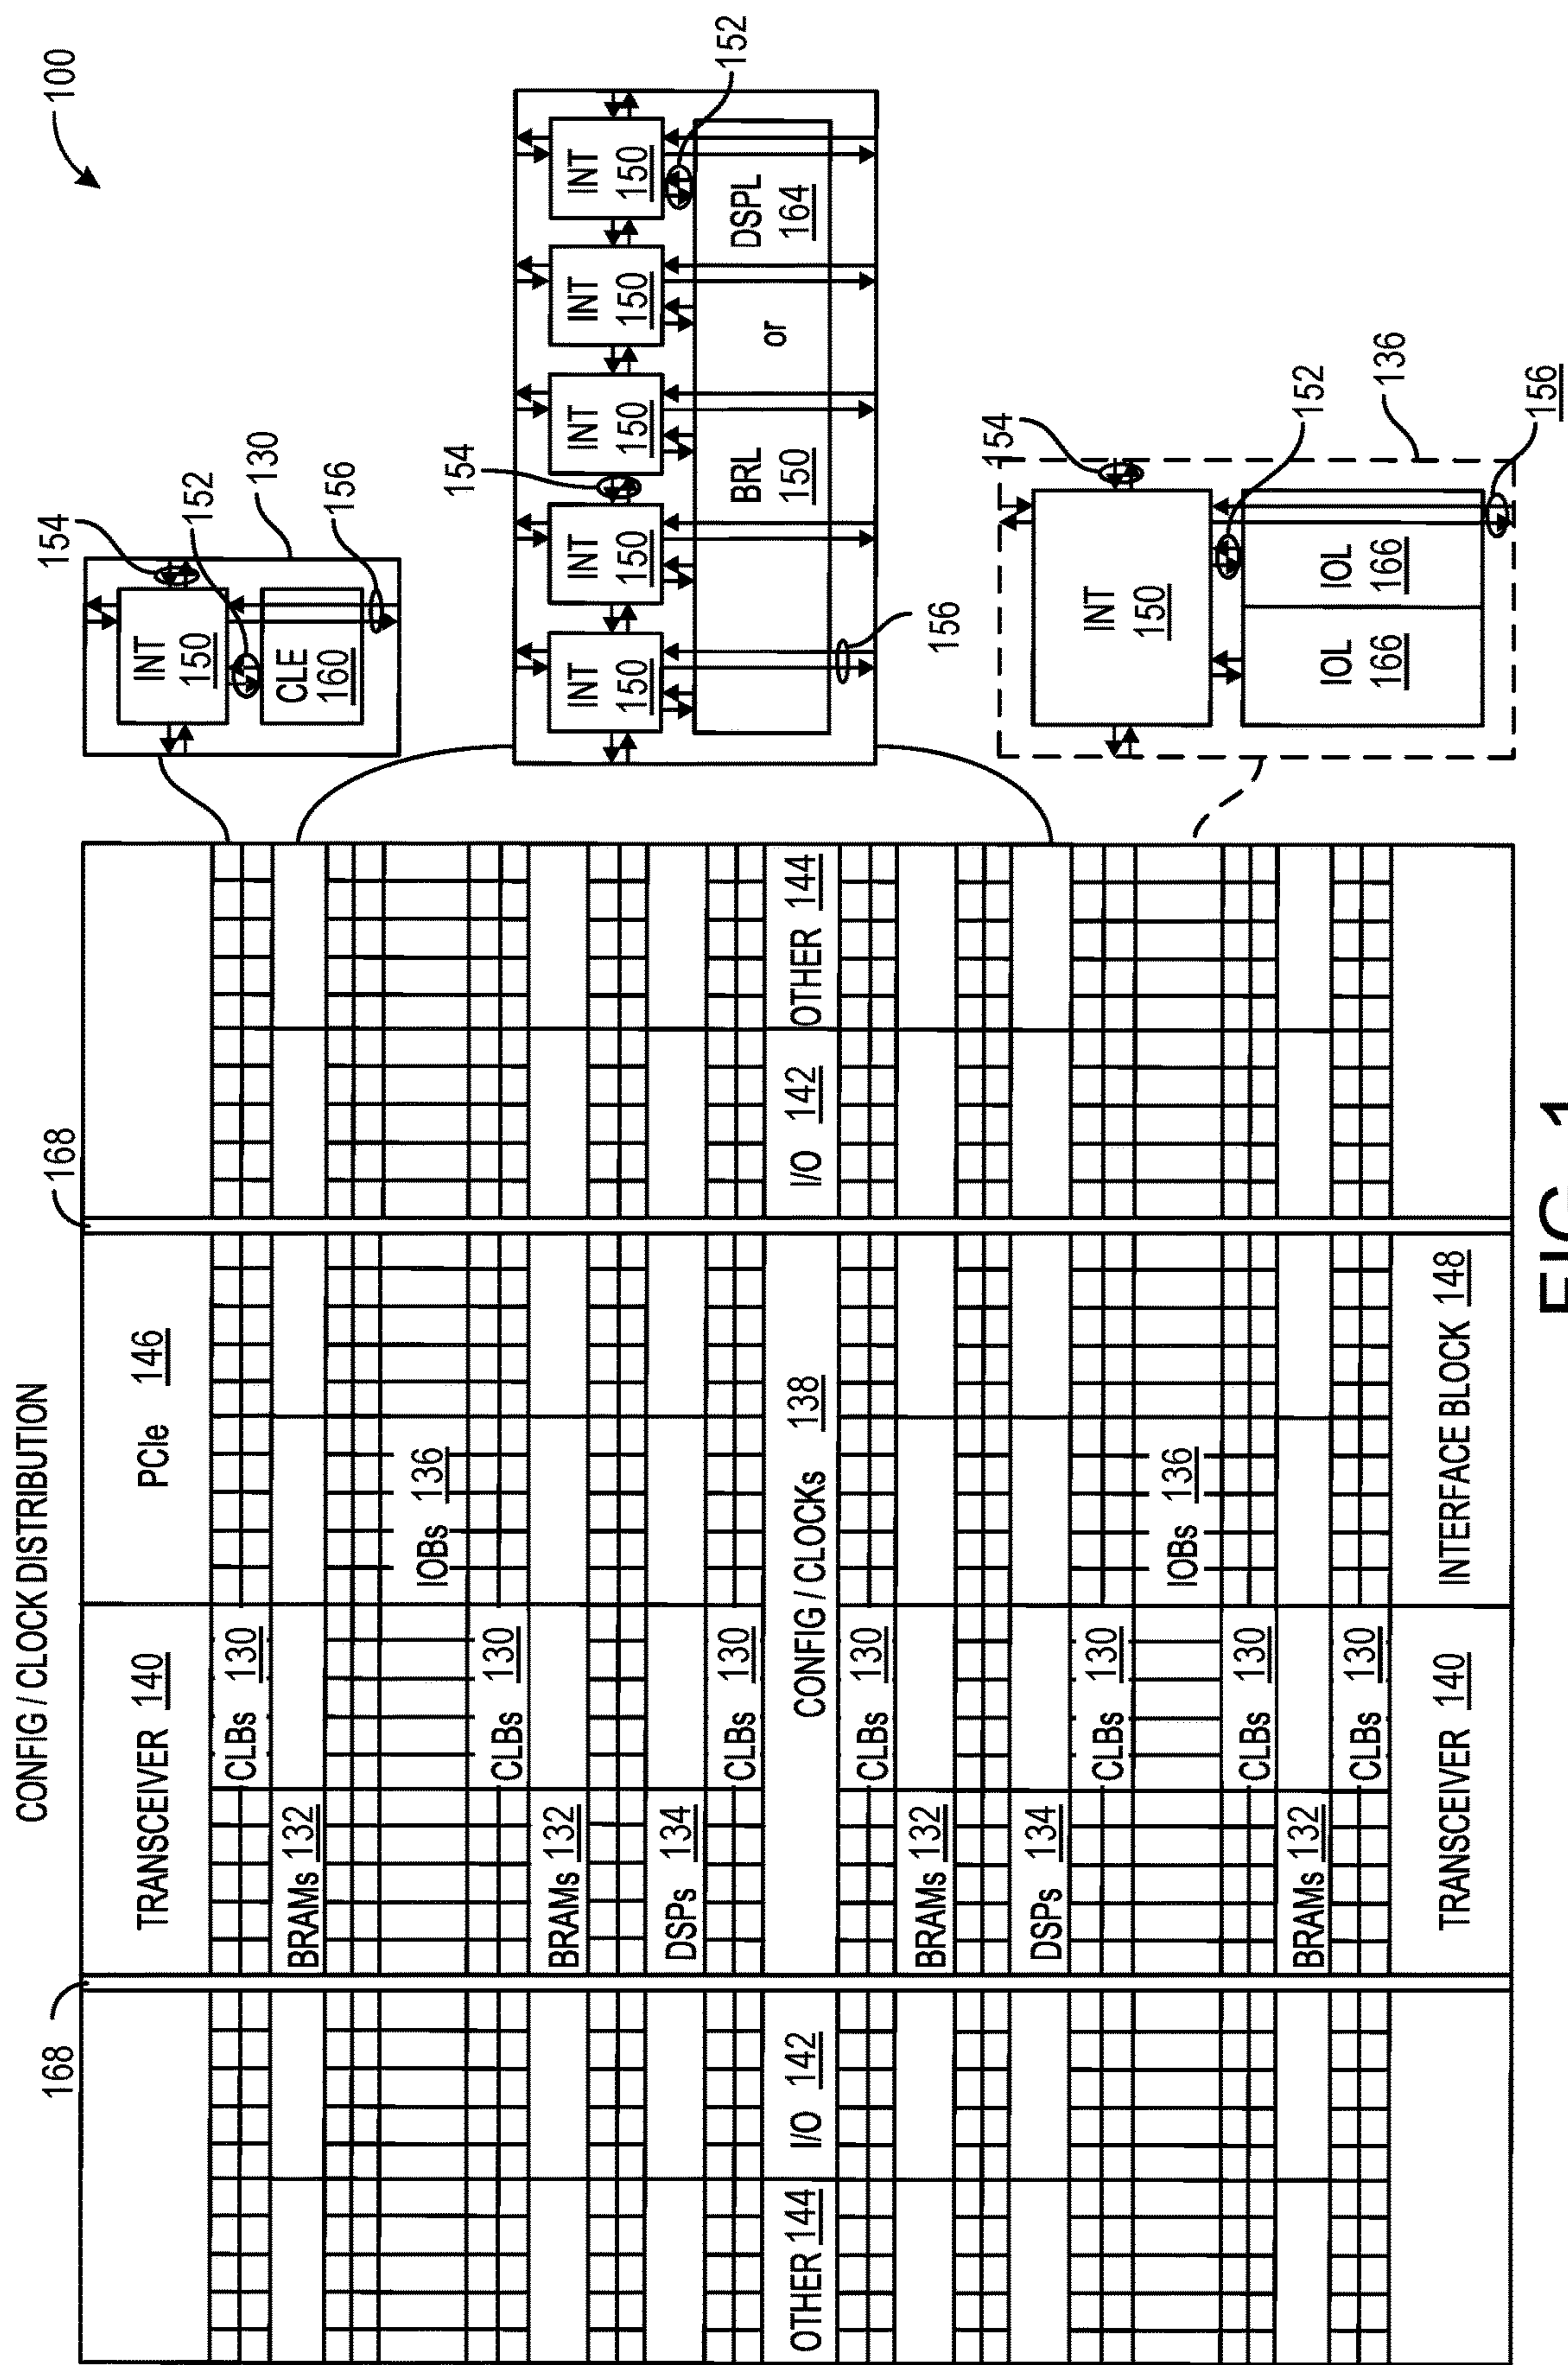 100
CONFIG / CLOCK DISTRIBUTION
168
168
TRANSCEIVER 140
PCIe 146
CLBs 130
BRAMs 132
IOBs 136
CLBs 130
BRAMs 132
DSPs 134
CLBs 130
OTHER 144
I/O 142
CONFIG / CLOCKs 138
I/O 142
OTHER 144
CLBs 130
BRAMs 132
DSPs 134
CLBs 130
IOBs 136
CLBs 130
BRAMs 132
CLBs 130
TRANSCEIVER 140
INTERFACE BLOCK 148
154
INT
150
152
130
CLE
160
156
INT
150
INT
150
INT
150
INT
150
INT
150
152
154
BRL
150
or
DSPL
164
156
154
INT
150
152
136
IOL
166
IOL
166
156
FIG. 1